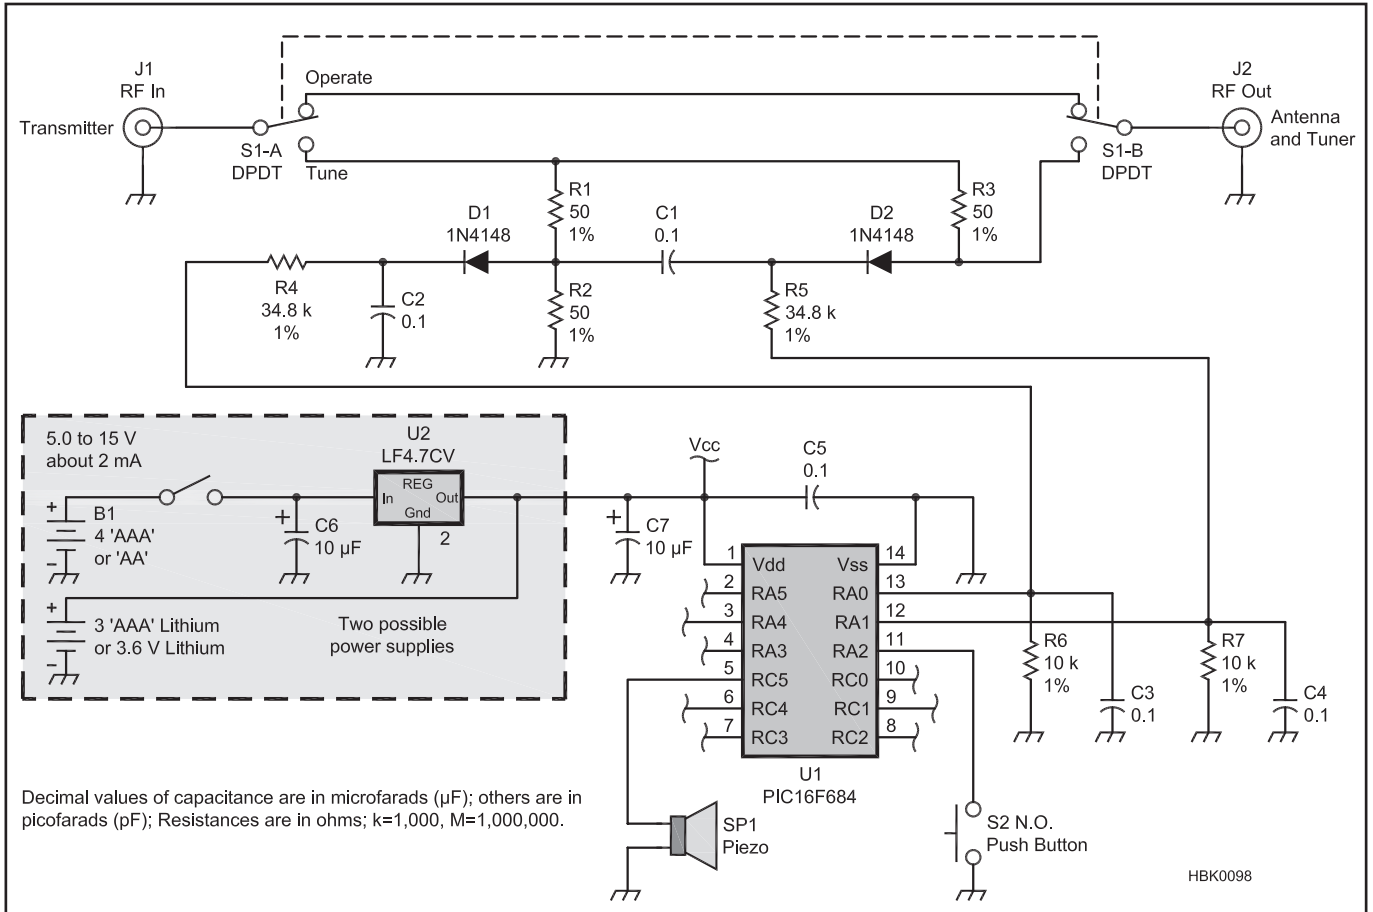 J1
RF In
Transmitter
Operate
S1-A
DPDT
Tune
J2
RF Out
Antenna
and Tuner
S1-B
DPDT
R1
50
1%
R3
50
1%
D1
1N4148
C1
0.1
D2
1N4148
R4
34.8 k
1%
C2
0.1
R2
50
1%
R5
34.8 k
1%
5.0 to 15 V
about 2 mA
U2
LF4.7CV
REG
In
Out
Gnd
2
+
B1
4 'AAA'
or 'AA'
–
+
C6
10 µF
+
3 'AAA' Lithium
or 3.6 V Lithium
–
Two possible
power supplies
Vcc
C5
0.1
+
C7
10 µF
1 Vdd Vss 14
2 RA5 RA0 13
3 RA4 RA1 12
4 RA3 RA2 11
5 RC5 RC0 10
6 RC4 RC1 9
7 RC3 RC2 8
U1
PIC16F684
R6
10 k
1%
C3
0.1
R7
10 k
1%
C4
0.1
SP1
Piezo
S2 N.O.
Push Button
Decimal values of capacitance are in microfarads (µF); others are in
picofarads (pF); Resistances are in ohms; k=1,000, M=1,000,000.
HBK0098